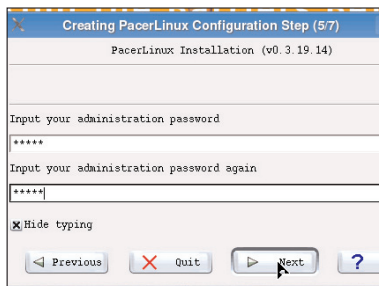 Creating PacerLinux Configuration Step (5/7)
PacerLinux Installation (v0.3.19.14)
Input your administration password
*****
Input your administration password again
*****
Hide typing
Previous
Quit
Next
?